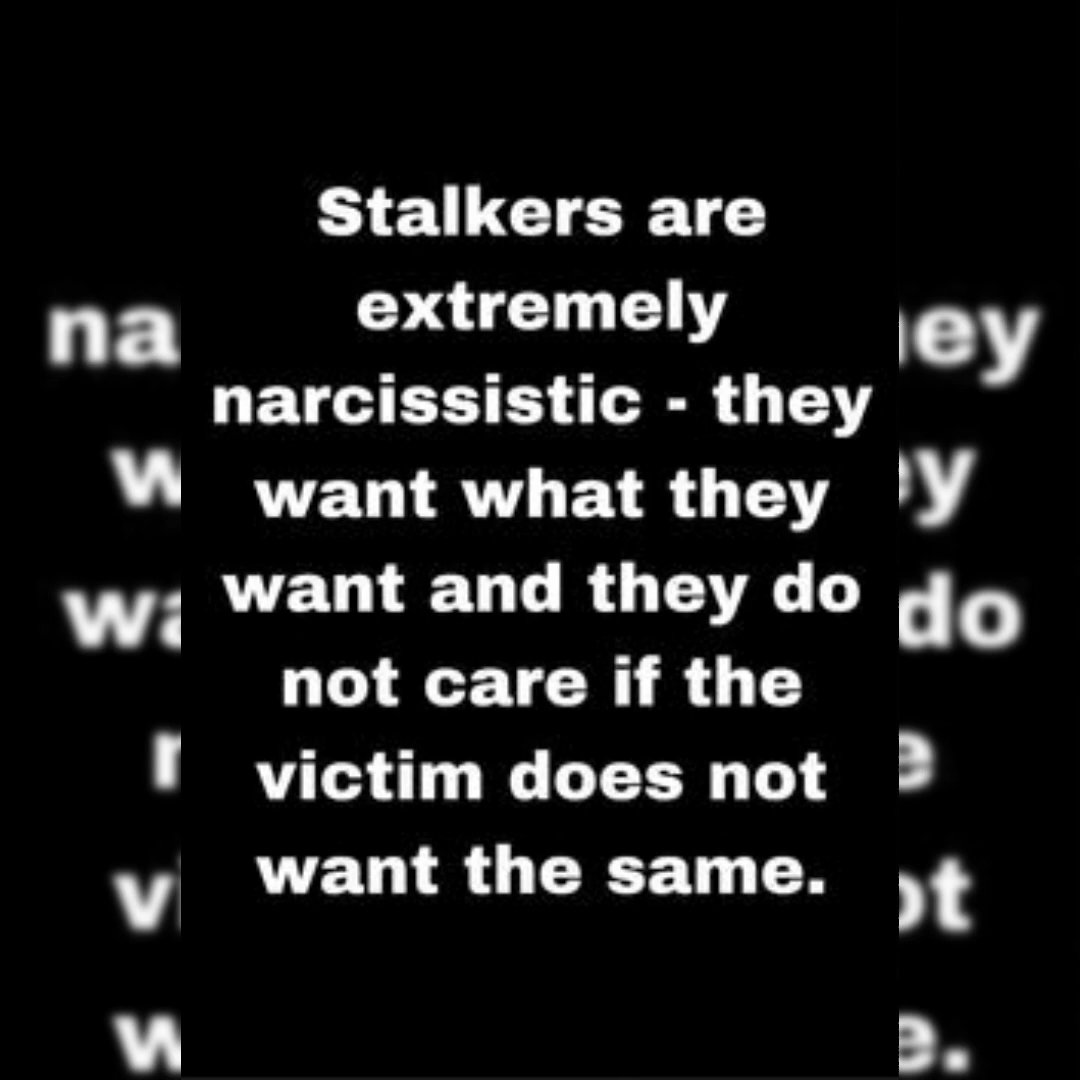 Stalkers are
extremely
narcissistic - they
want what they
want and they do
not care if the
victim does not
want the same.